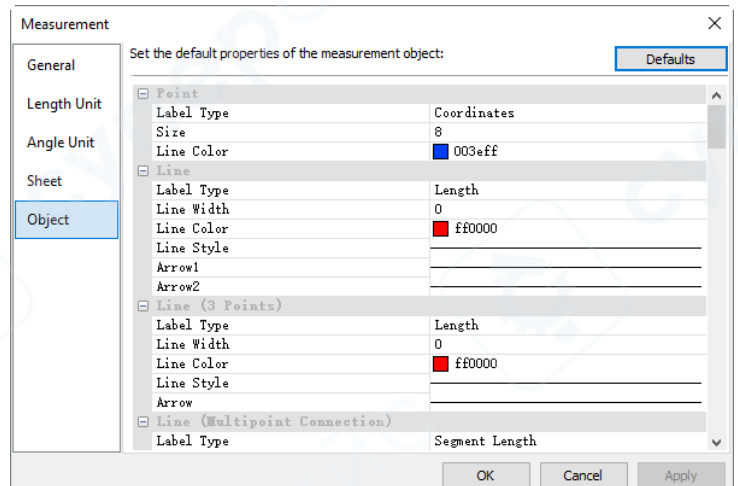 Measurement
General
Length Unit
Angle Unit
Sheet
Object
Set the default properties of the measurement object:
Defaults
Point
Label Type Coordinates
Size 8
Line Color 003eff
Line
Label Type Length
Line Width 0
Line Color ff0000
Line Style
Arrow1
Arrow2
Line (3 Points)
Label Type Length
Line Width 0
Line Color ff0000
Line Style
Arrow
Line (Multipoint Connection)
Label Type Segment Length
OK Cancel Apply